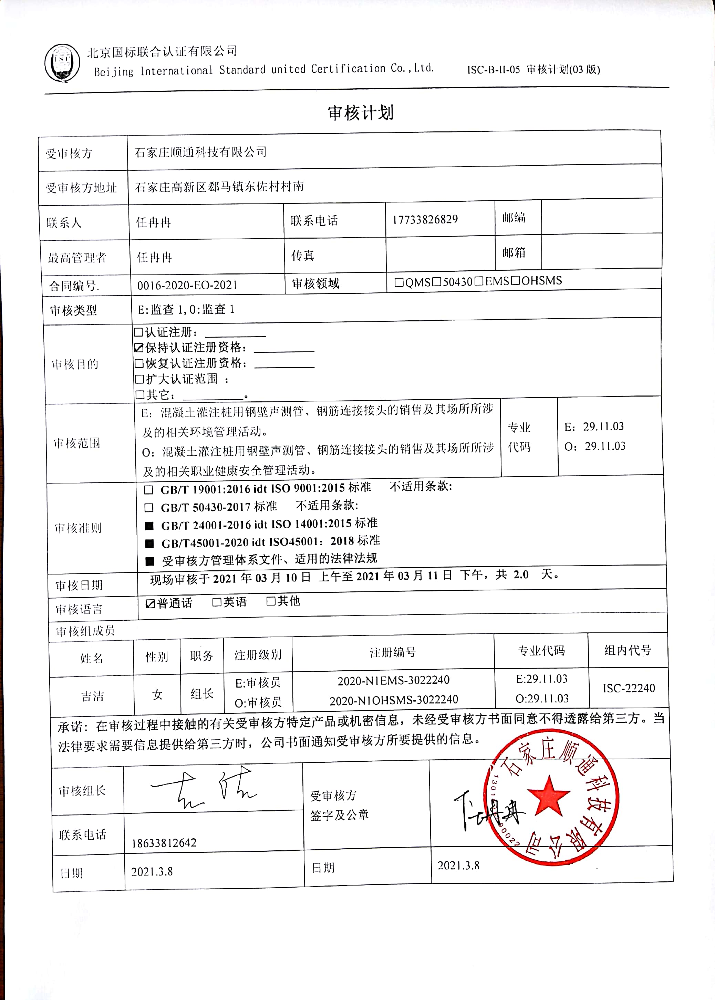 ISC
北京国标联合认证有限公司
Beijing International Standard united Certification Co.,Ltd.
ISC-B-II-05 审核计划(03 版)
审核计划
受审核方 石家庄顺通科技有限公司
受审核方地址 石家庄高新区郄马镇东佐村村南
联系人 任冉冉 联系电话 17733826829 邮编
最高管理者 任冉冉 传真 邮箱
合同编号. 0016-2020-EO-2021 审核领域 □QMS□50430□EMS□OHSMS
审核类型 E:监查 1,O:监查 1
审核目的
□认证注册：
☑保持认证注册资格：
□恢复认证注册资格：
□扩大认证范围 ：
□其它： 。
审核范围
E：混凝土灌注桩用钢壁声测管、钢筋连接接头的销售及其场所所涉
及的相关环境管理活动。
O：混凝土灌注桩用钢壁声测管、钢筋连接接头的销售及其场所所涉
及的相关职业健康安全管理活动。
专业
代码
E：29.11.03
O：29.11.03
审核准则
□ GB/T 19001:2016 idt ISO 9001:2015 标准 不适用条款:
□ GB/T 50430-2017 标准 不适用条款:
■ GB/T 24001-2016 idt ISO 14001:2015 标准
■ GB/T45001-2020 idt ISO45001：2018 标准
■ 受审核方管理体系文件、适用的法律法规
审核日期 现场审核于 2021 年 03 月 10 日 上午至 2021 年 03 月 11 日 下午，共 2.0 天。
审核语言 ☑普通话 □英语 □其他
审核组成员
姓名 性别 职务 注册级别 注册编号 专业代码 组内代号
吉洁 女 组长
E:审核员 2020-N1EMS-3022240 E:29.11.03
O:审核员 2020-N1OHSMS-3022240 O:29.11.03
ISC-22240
承诺：在审核过程中接触的有关受审核方特定产品或机密信息，未经受审核方书面同意不得透露给第三方。当
法律要求需要信息提供给第三方时，公司书面通知受审核方所要提供的信息。
审核组长 吉洁
受审核方
签字及公章
任冉冉
石家庄顺通科技有限公司
联系电话 18633812642
日期 2021.3.8 日期 2021.3.8